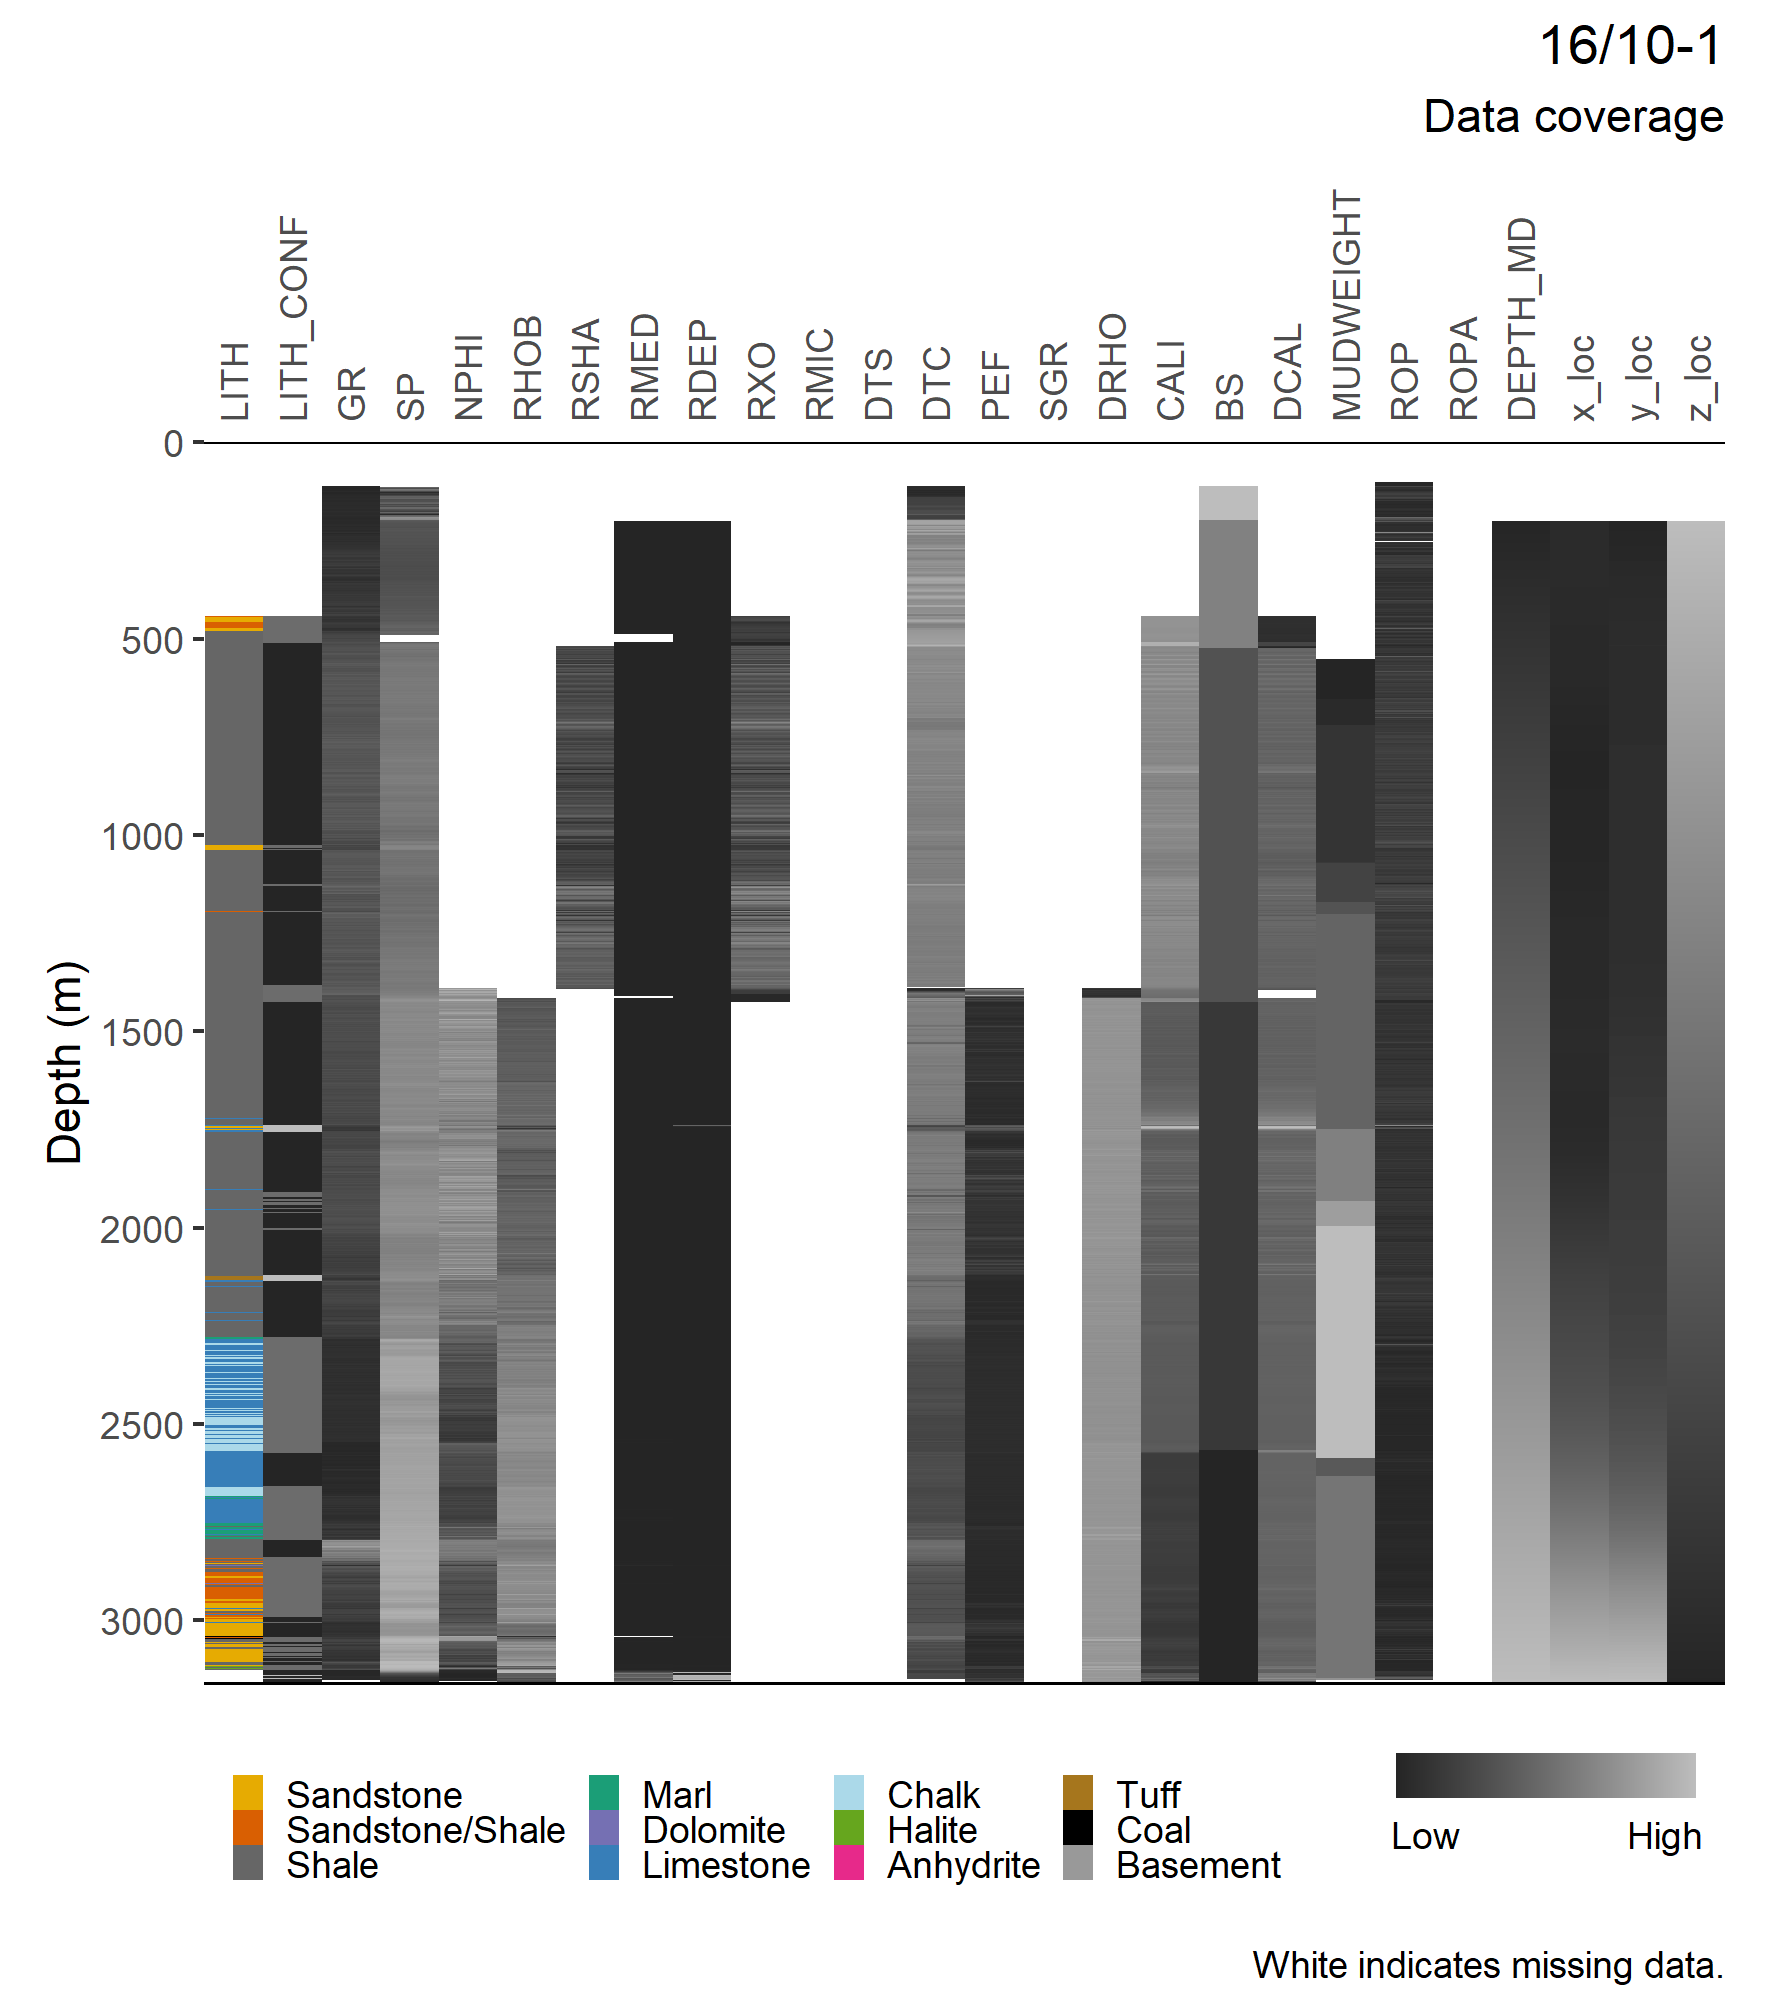 16/10-1
Data coverage
LITH
LITH_CONF
GR
SP
NPHI
RHOB
RSHA
RMED
RDEP
RXO
RMIC
DTS
DTC
PEF
SGR
DRHO
CALI
BS
DCAL
MUDWEIGHT
ROP
ROPA
DEPTH_MD
x_loc
y_loc
z_loc
0
500
1000
1500
2000
2500
3000
Depth (m)
Sandstone
Sandstone/Shale
Shale
Marl
Dolomite
Limestone
Chalk
Halite
Anhydrite
Tuff
Coal
Basement
Low High
White indicates missing data.